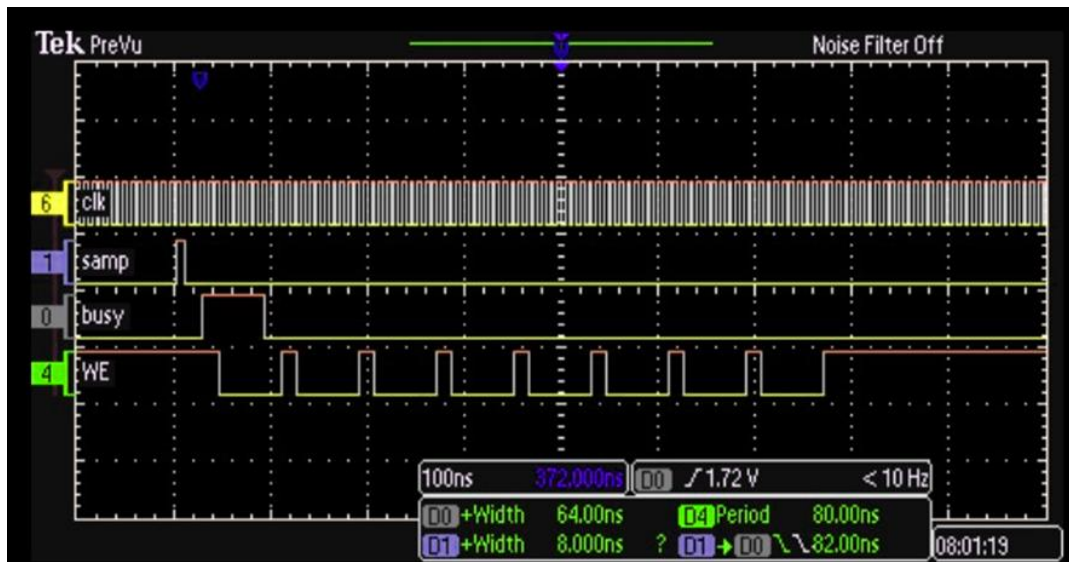 Tek PreVu Noise Filter Off
6 clk
1 samp
0 busy
4 WE
100ns 372.000ns D0 ∫ 1.72 V < 10 Hz
D0 +Width 64.00ns D4 Period 80.00ns
D1 +Width 8.000ns ? D1 → D0 82.00ns
08:01:19